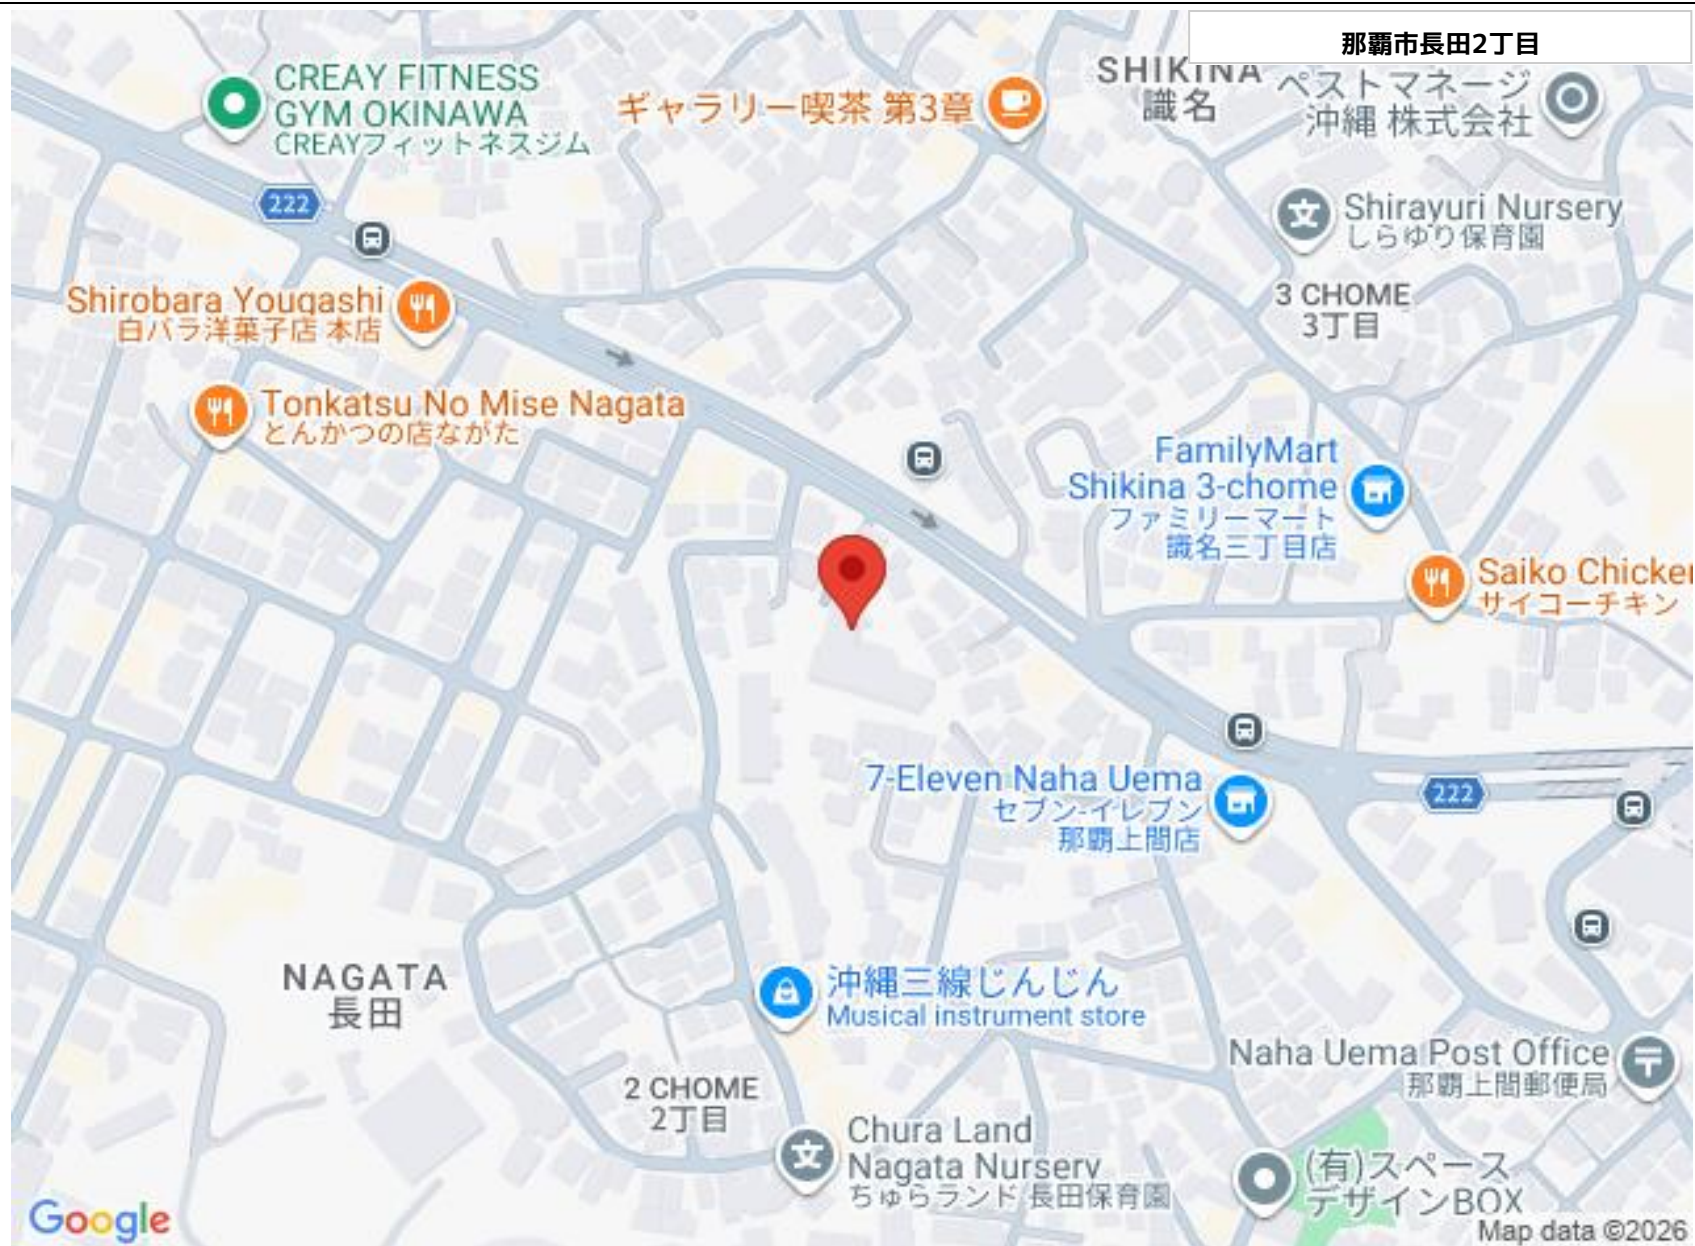 那覇市長田2丁目
CREAY FITNESS
GYM OKINAWA
CREAYフィットネスジム
ギャラリー喫茶 第3章
SHIKINA
識名
ペストマネージ
沖縄 株式会社
222
Shirayuri Nursery
しらゆり保育園
Shirobara Yougashi
白バラ洋菓子店 本店
3 CHOME
3丁目
Tonkatsu No Mise Nagata
とんかつの店ながた
FamilyMart
Shikina 3-chome
ファミリーマート
識名三丁目店
Saiko Chicken
サイコーチキン
7-Eleven Naha Uema
セブン-イレブン
那覇上間店
222
NAGATA
長田
沖縄三線じんじん
Musical instrument store
Naha Uema Post Office
那覇上間郵便局
2 CHOME
2丁目
Chura Land
Nagata Nursery
ちゅらランド 長田保育園
(有)スペース
デザインBOX
Google
Map data ©2026